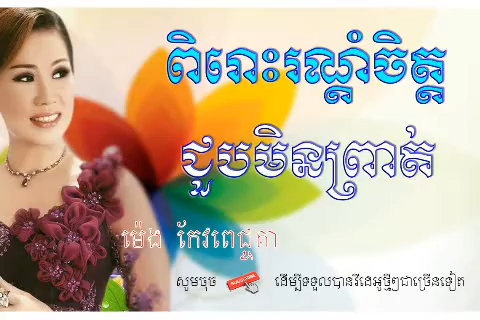 ពិរោះរណ្ដំចិត្ត
ជួបមិនព្រាត់
ម៉េង កែវពេជ្ជតា
សូមចុច ដើម្បីទទួលបានវីដេអូថ្មីៗជាច្រើនទៀត